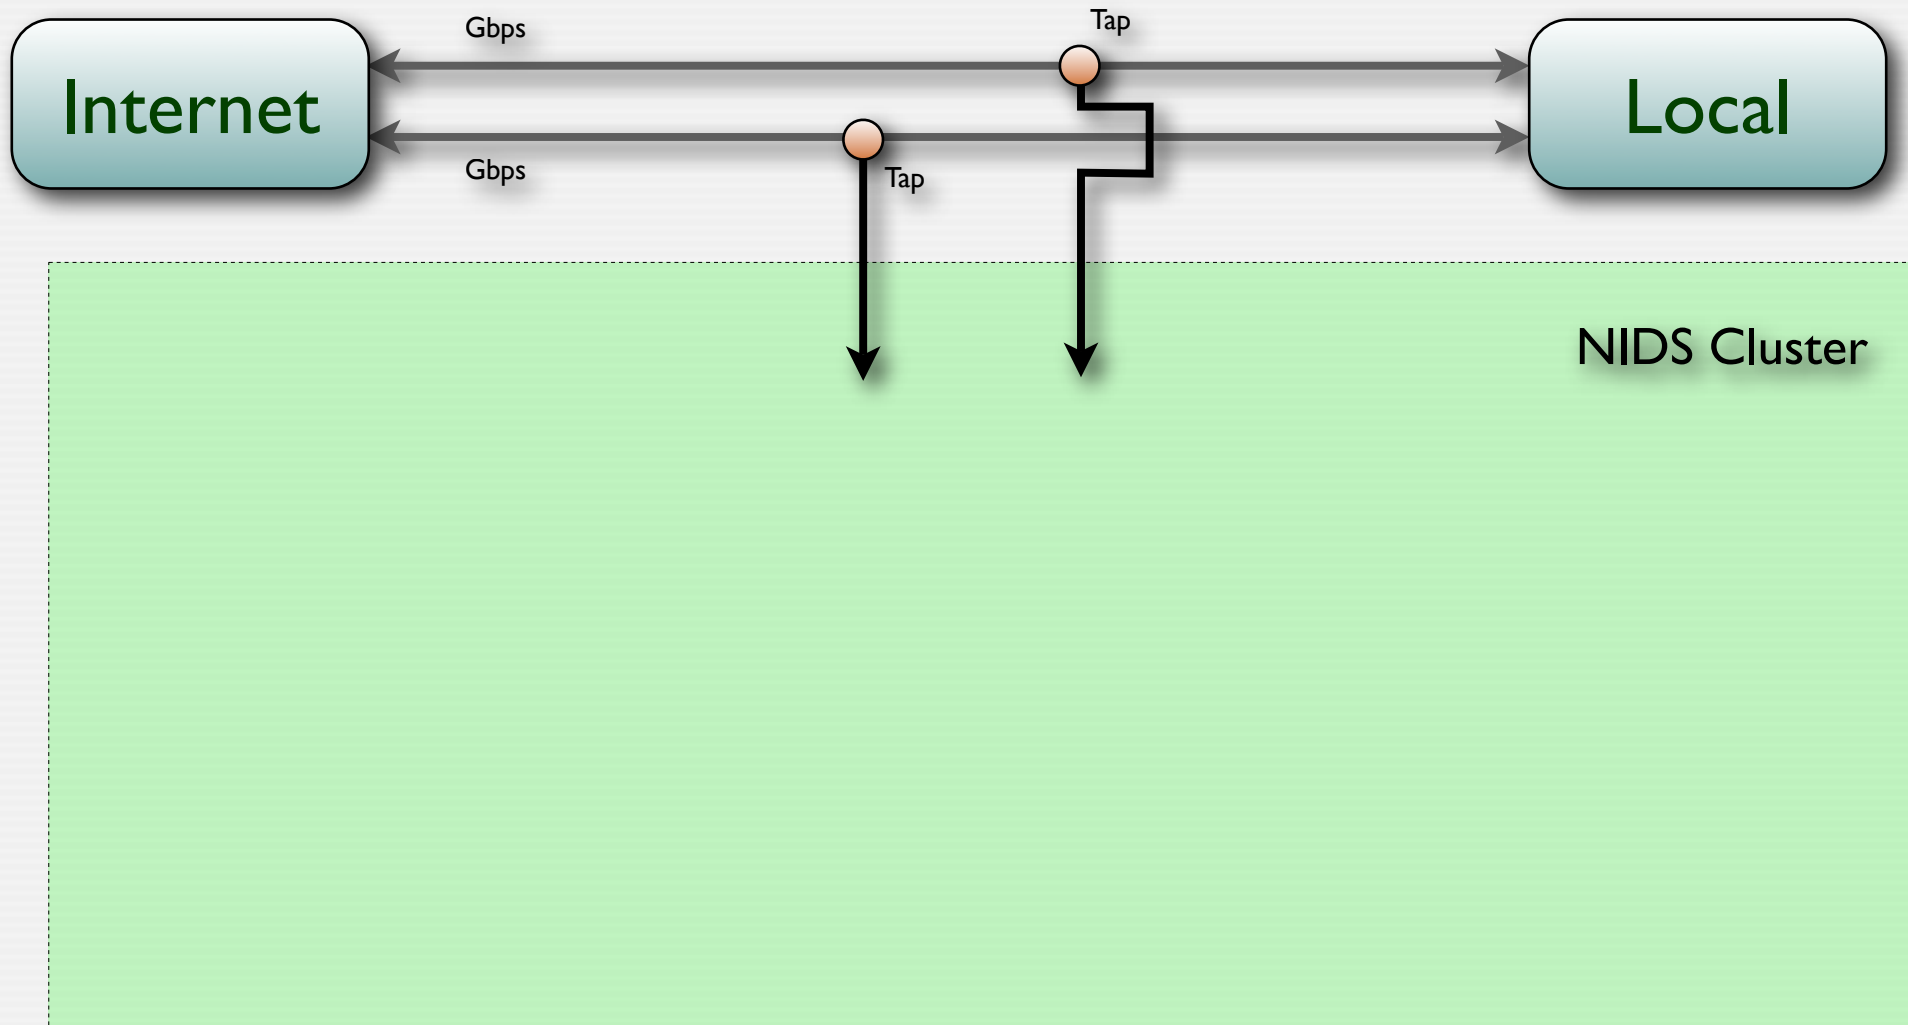 Gbps
Tap
Internet
Local
Gbps
Tap
NIDS Cluster